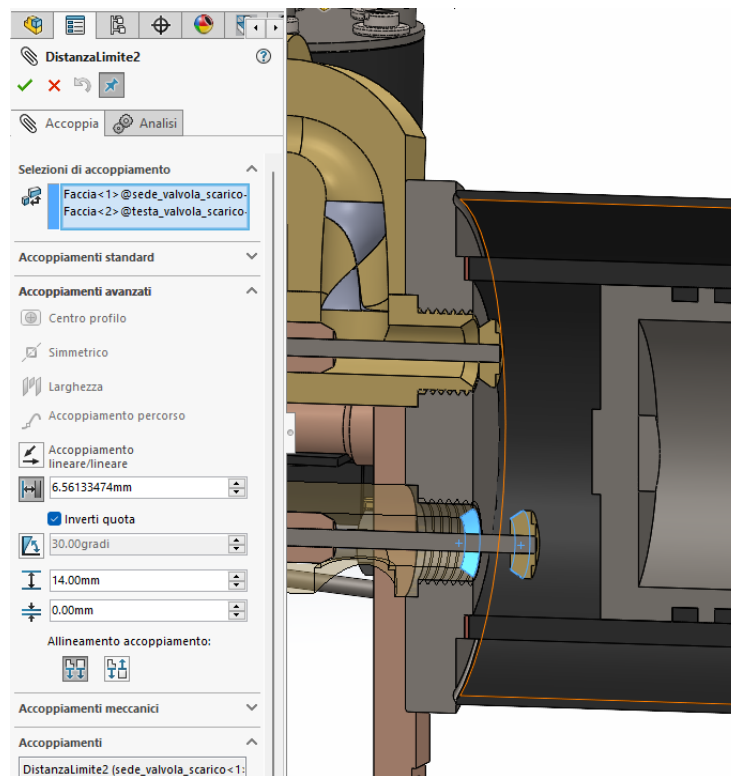 DistanzaLimite2
Accoppia
Analisi
Selezioni di accoppiamento
Faccia<1>@sede_valvola_scarico-
Faccia<2>@testa_valvola_scarico-
Accoppiamenti standard
Accoppiamenti avanzati
Centro profilo
Simmetrico
Larghezza
Accoppiamento percorso
Accoppiamento
lineare/lineare
6.56133474mm
Inverti quota
30.00gradi
14.00mm
0.00mm
Allineamento accoppiamento:
Accoppiamenti meccanici
Accoppiamenti
DistanzaLimite2 (sede_valvola_scarico<1: